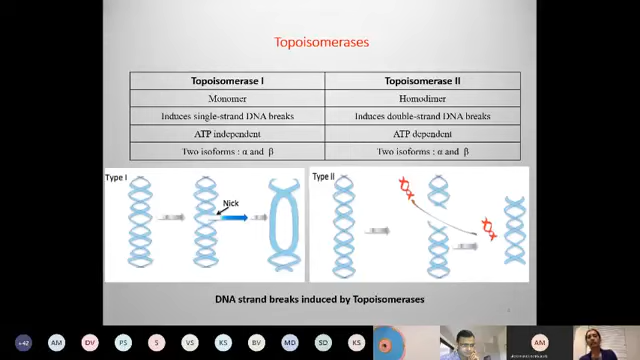 Topoisomerases
Topoisomerase I Topoisomerase II
Monomer Homodimer
Induces single-strand DNA breaks Induces double-strand DNA breaks
ATP independent ATP dependent
Two isoforms : α and β Two isoforms : α and β
Type I Type II
Nick
DNA strand breaks induced by Topoisomerases
+42 AM DV PS S VS KS BV MD SD KS AM